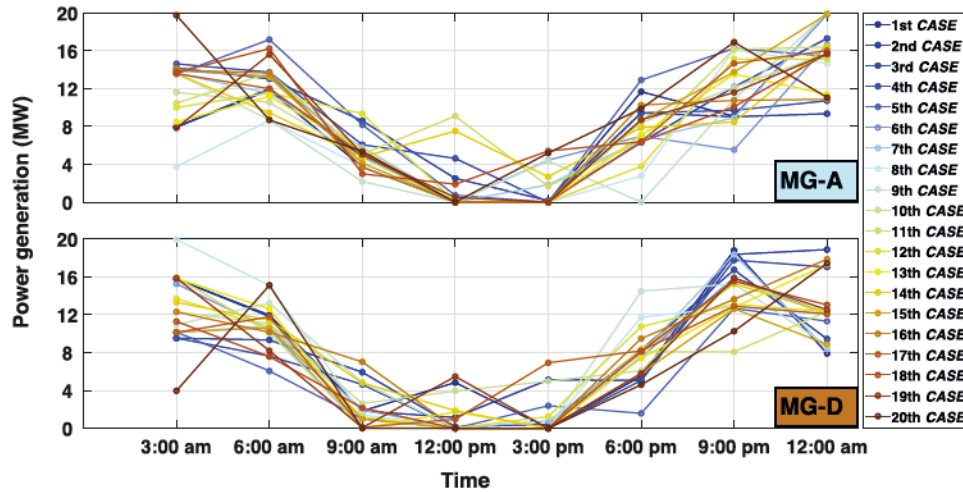 20
16
12
8
4
0
MG-A
20
16
12
8
4
0
MG-D
Power generation (MW)
3:00 am 6:00 am 9:00 am 12:00 pm 3:00 pm 6:00 pm 9:00 pm 12:00 am
Time
1st CASE
2nd CASE
3rd CASE
4th CASE
5th CASE
6th CASE
7th CASE
8th CASE
9th CASE
10th CASE
11th CASE
12th CASE
13th CASE
14th CASE
15th CASE
16th CASE
17th CASE
18th CASE
19th CASE
20th CASE